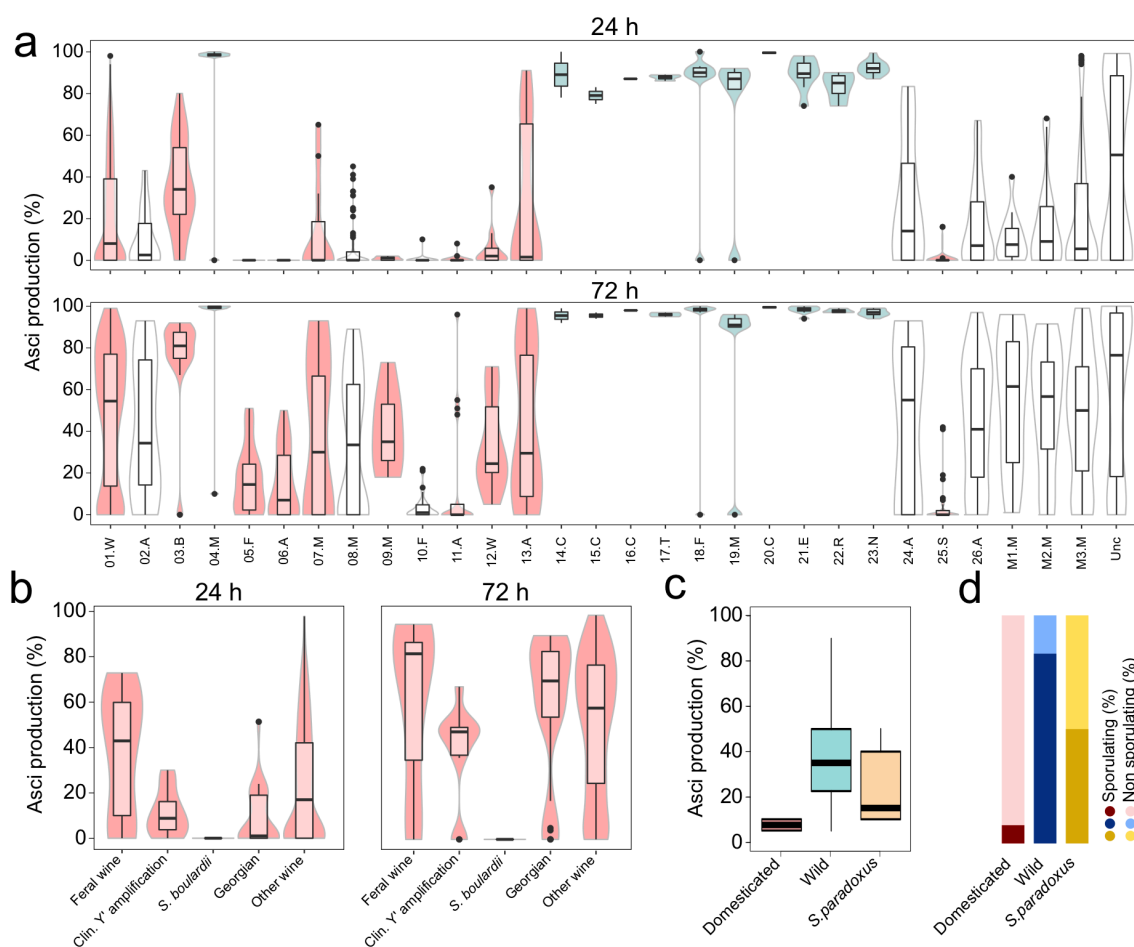 a
24 h
Asci production (%)
100
80
60
40
20
0
72 h
100
80
60
40
20
0
01.W 02.A 03.B 04.M 05.F 06.A 07.M 08.M 09.M 10.F 11.A 12.W 13.A 14.C 15.C 16.C 17.T 18.F 19.M 20.C 21.E 22.R 23.N 24.A 25.S 26.A M1.M M2.M M3.M Unc
b
24 h
72 h
Asci production (%)
100
80
60
40
20
0
Feral wine
Clin. Y' amplification
S. boulardii
Georgian
Other wine
Feral wine
Clin. Y' amplification
S. boulardii
Georgian
Other wine
c
Asci production (%)
100
80
60
40
20
0
Domesticated
Wild
S.paradoxus
d
Domesticated
Wild
S.paradoxus
Sporulating (%)
Non sporulating (%)